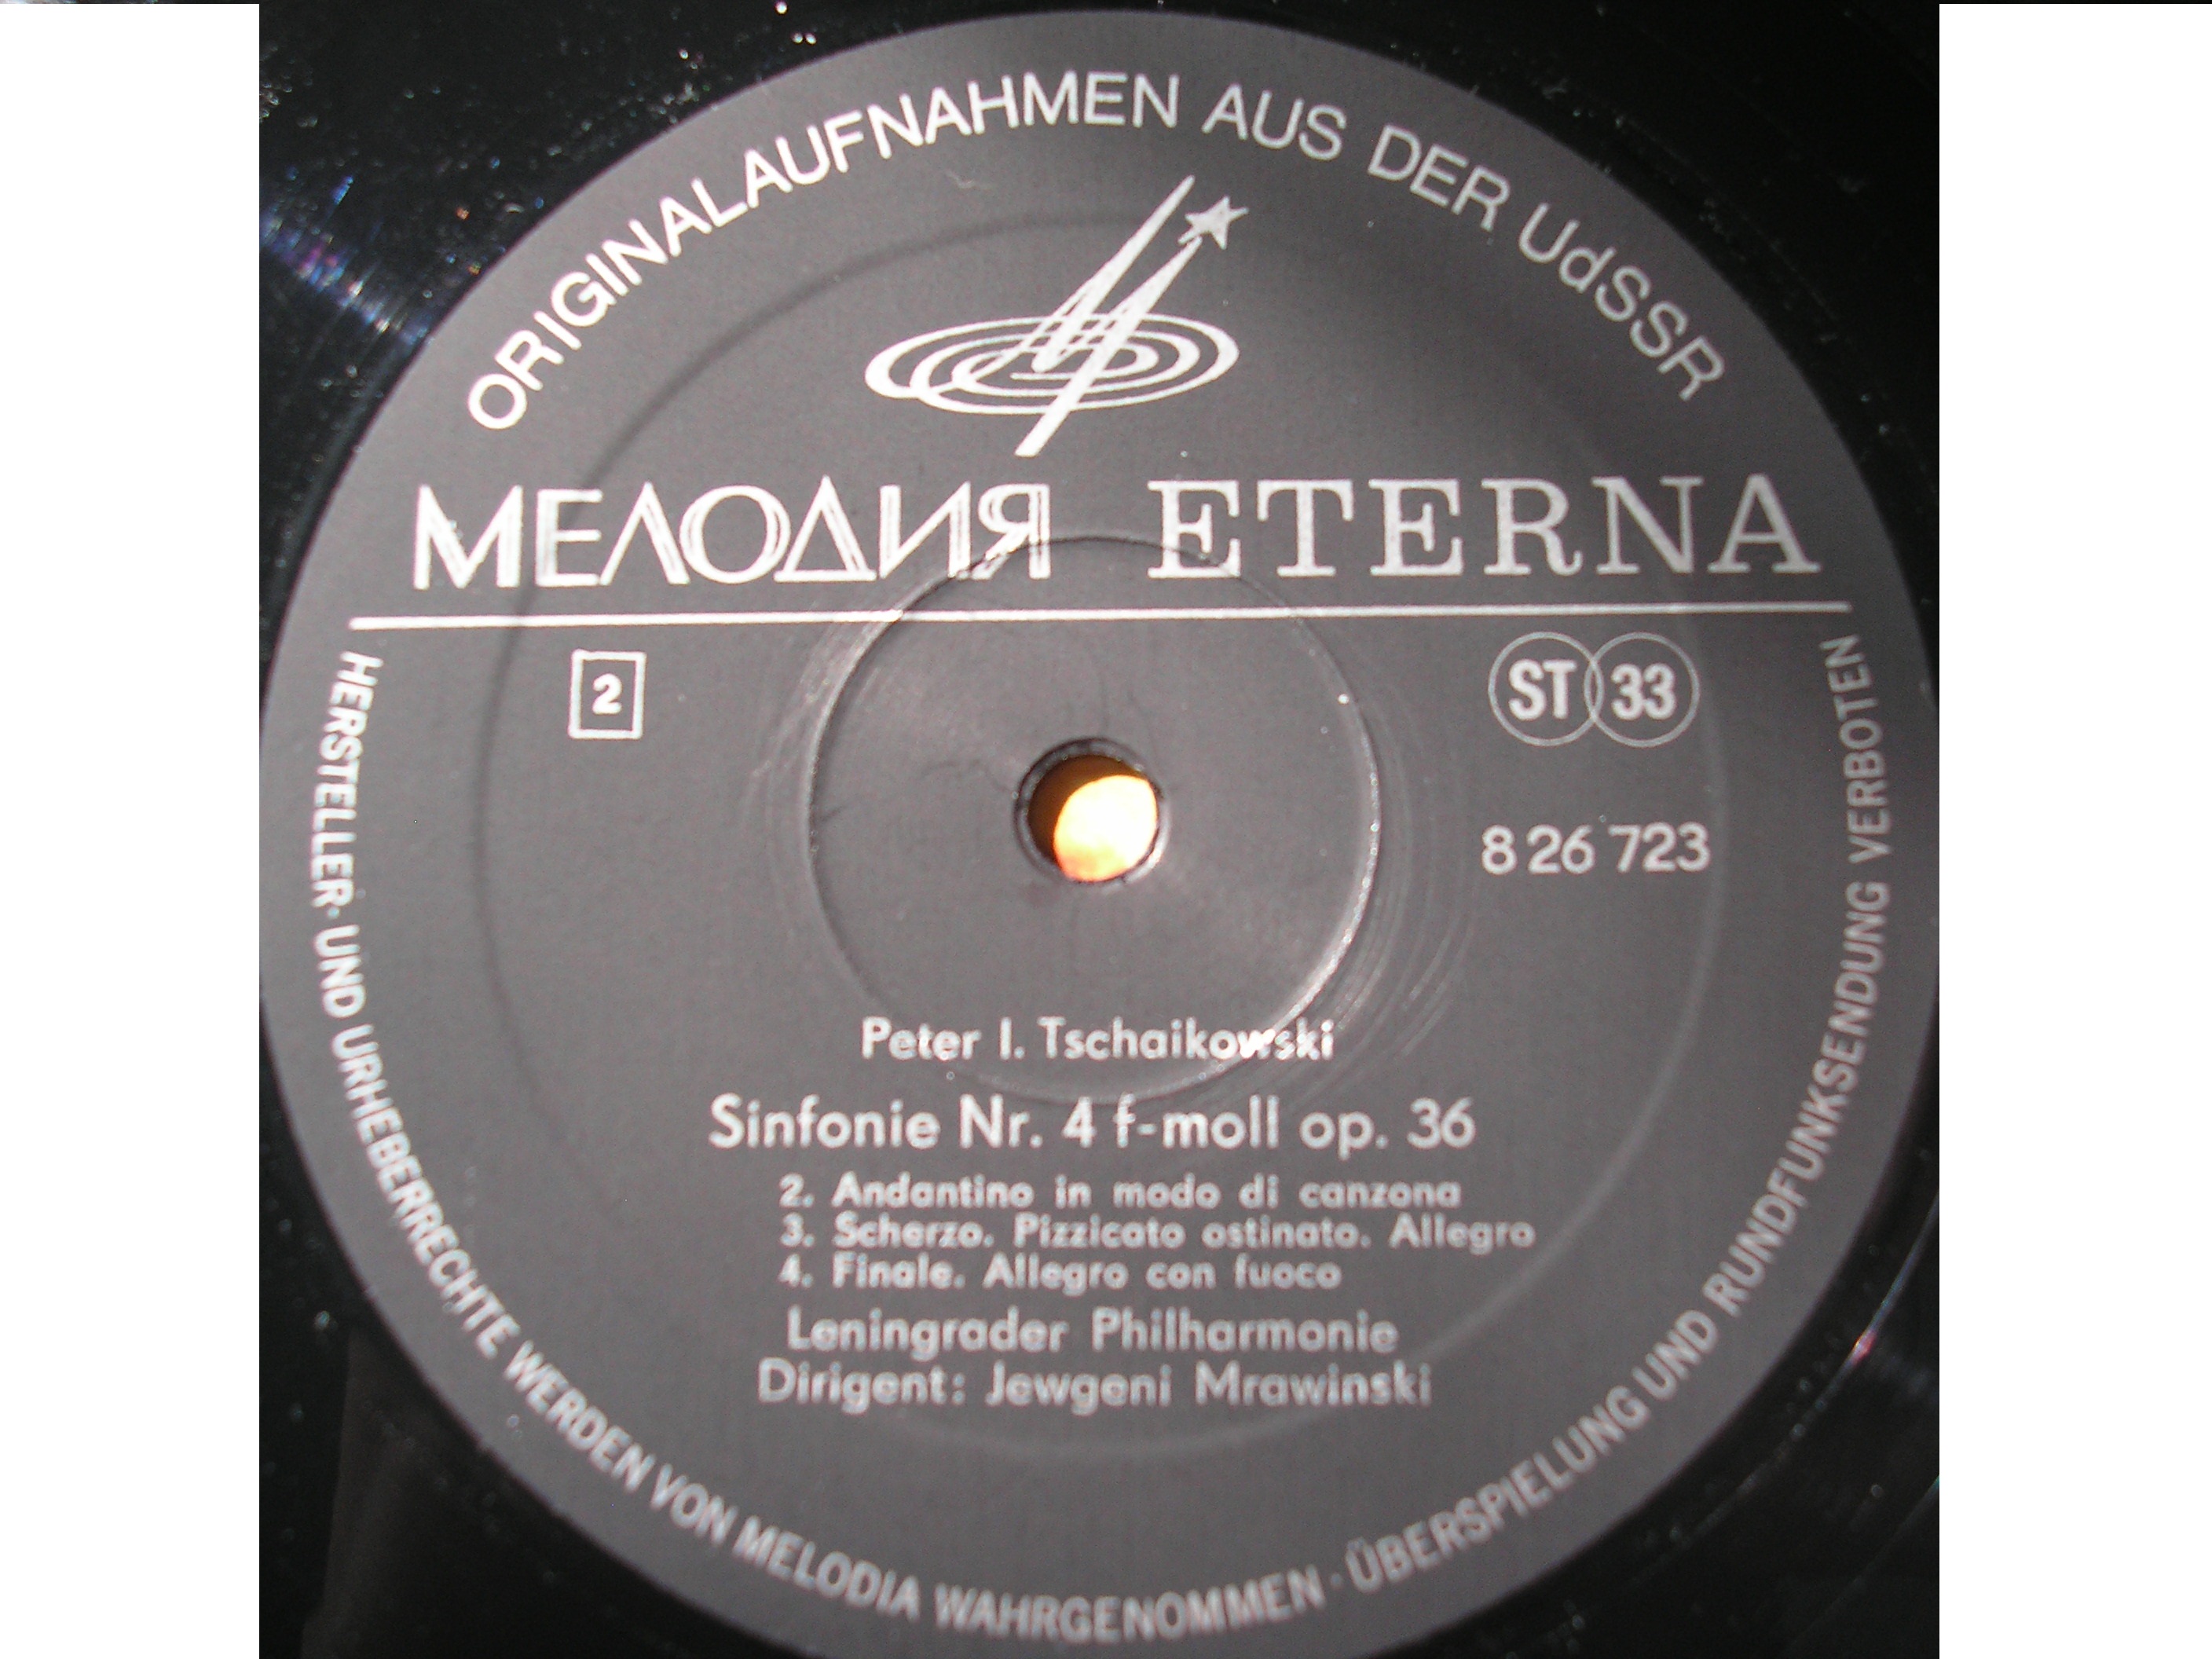 ORIGINALAUFNAHMEN AUS DER UdSSR
МЕЛОДИЯ ETERNA
2
ST 33
8 26 723
Peter I. Tschaikowski
Sinfonie Nr. 4 f-moll op. 36
2. Andantino in modo di canzona
3. Scherzo. Pizzicato ostinato. Allegro
4. Finale. Allegro con fuoco
Leningrader Philharmonie
Dirigent: Jewgeni Mrawinski
HERSTELLER- UND URHEBERRECHTE WERDEN VON MELODIA WAHRGENOMMEN · ÜBERSPIELUNG UND RUNDFUNKSENDUNG VERBOTEN